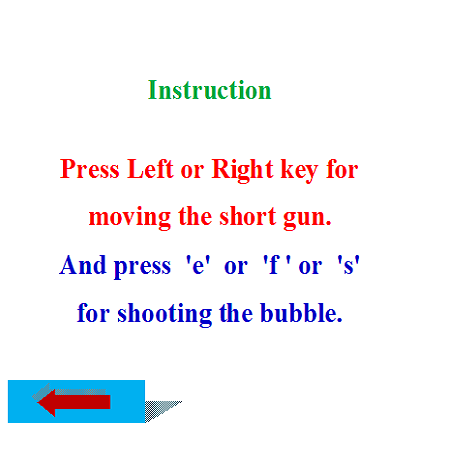 Instruction
Press Left or Right key for
moving the short gun.
And press 'e' or 'f ' or 's'
for shooting the bubble.